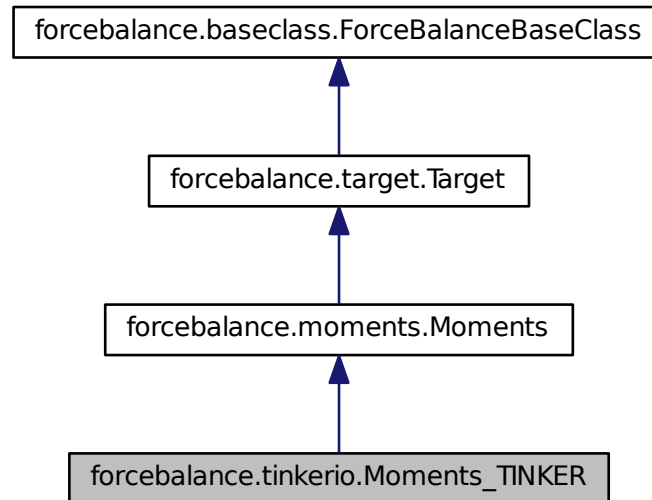 forcebalance.baseclass.ForceBalanceBaseClass
forcebalance.target.Target
forcebalance.moments.Moments
forcebalance.tinkerio.Moments_TINKER